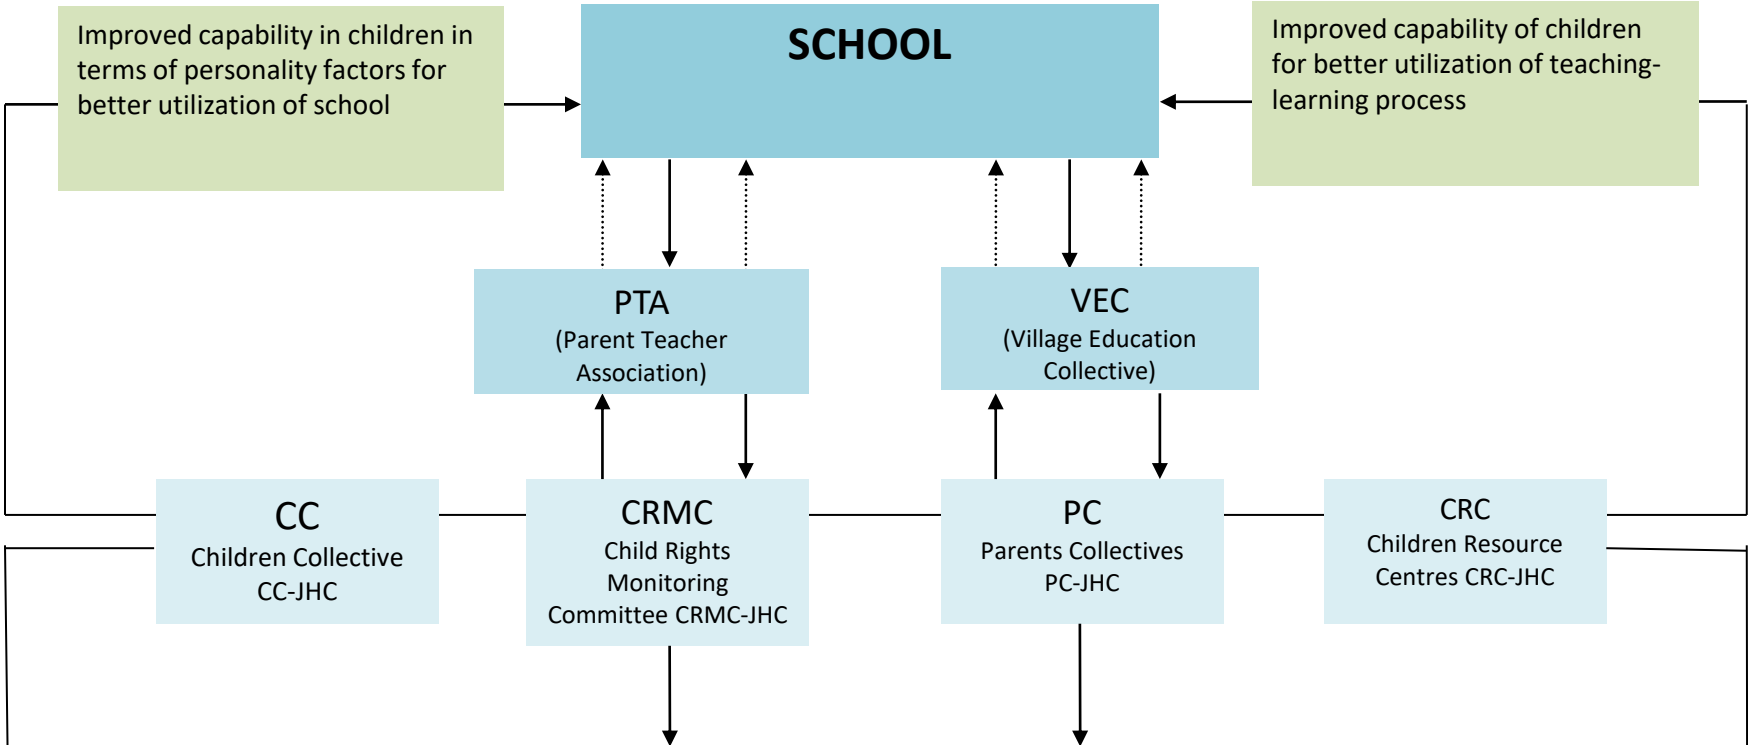 Improved capability in children in
terms of personality factors for
better utilization of school
SCHOOL
Improved capability of children
for better utilization of teaching-
learning process
PTA
(Parent Teacher
Association)
VEC
(Village Education
Collective)
CC
Children Collective
CC-JHC
CRMC
Child Rights
Monitoring
Committee CRMC-JHC
PC
Parents Collectives
PC-JHC
CRC
Children Resource
Centres CRC-JHC